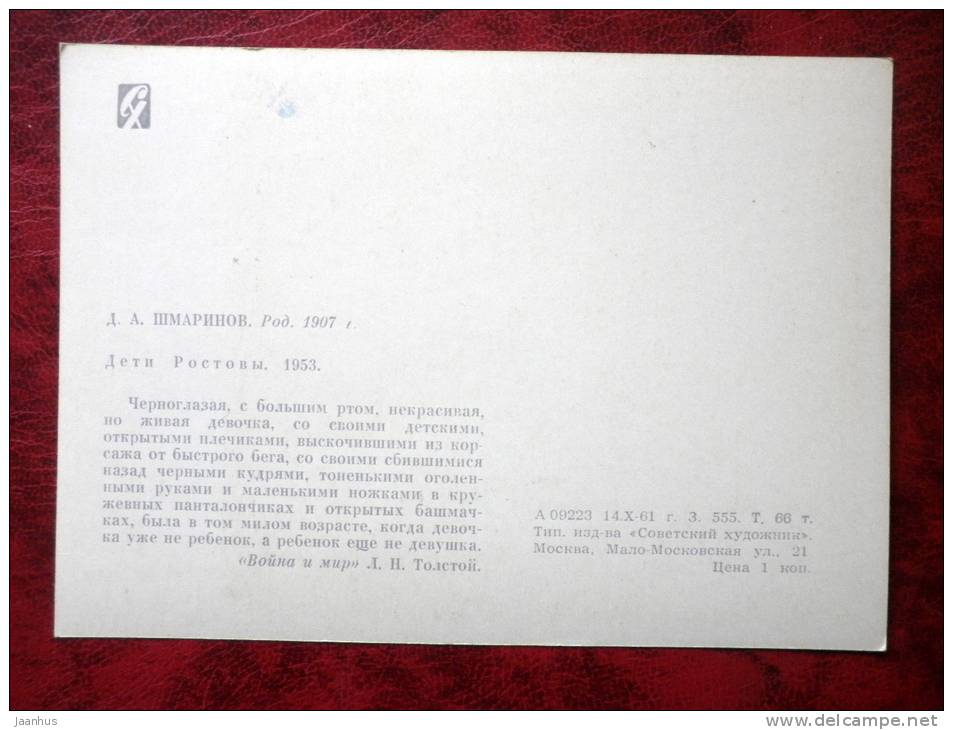 СХ
Д. А. ШМАРИНОВ. Род. 1907 г.
Дети Ростовы. 1953.
Черноглазая, с большим ртом, некрасивая,
но живая девочка, со своими детскими,
открытыми плечиками, выскочившими из кор-
сажа от быстрого бега, со своими сбившимися
назад черными кудрями, тоненькими оголен-
ными руками и маленькими ножками в кру-
жевных панталончиках и открытых башмач-
ках, была в том милом возрасте, когда девоч-
ка уже не ребенок, а ребенок еще не девушка.
«Война и мир» Л. Н. Толстой.
А 09223 14.X-61 г. З. 555. Т. 66 т.
Тип. изд-ва «Советский художник».
Москва, Мало-Московская ул., 21
Цена 1 коп.
jaanhus
www.delcampe.net